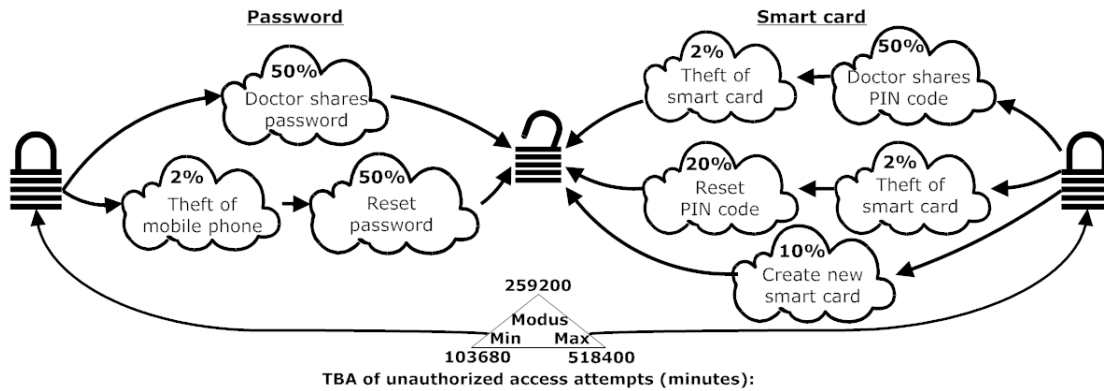 Password
50%
Doctor shares
password
2%
Theft of
mobile phone
50%
Reset
password
Smart card
2%
Theft of
smart card
50%
Doctor shares
PIN code
20%
Reset
PIN code
2%
Theft of
smart card
10%
Create new
smart card
259200
Modus
Min Max
103680 518400
TBA of unauthorized access attempts (minutes):